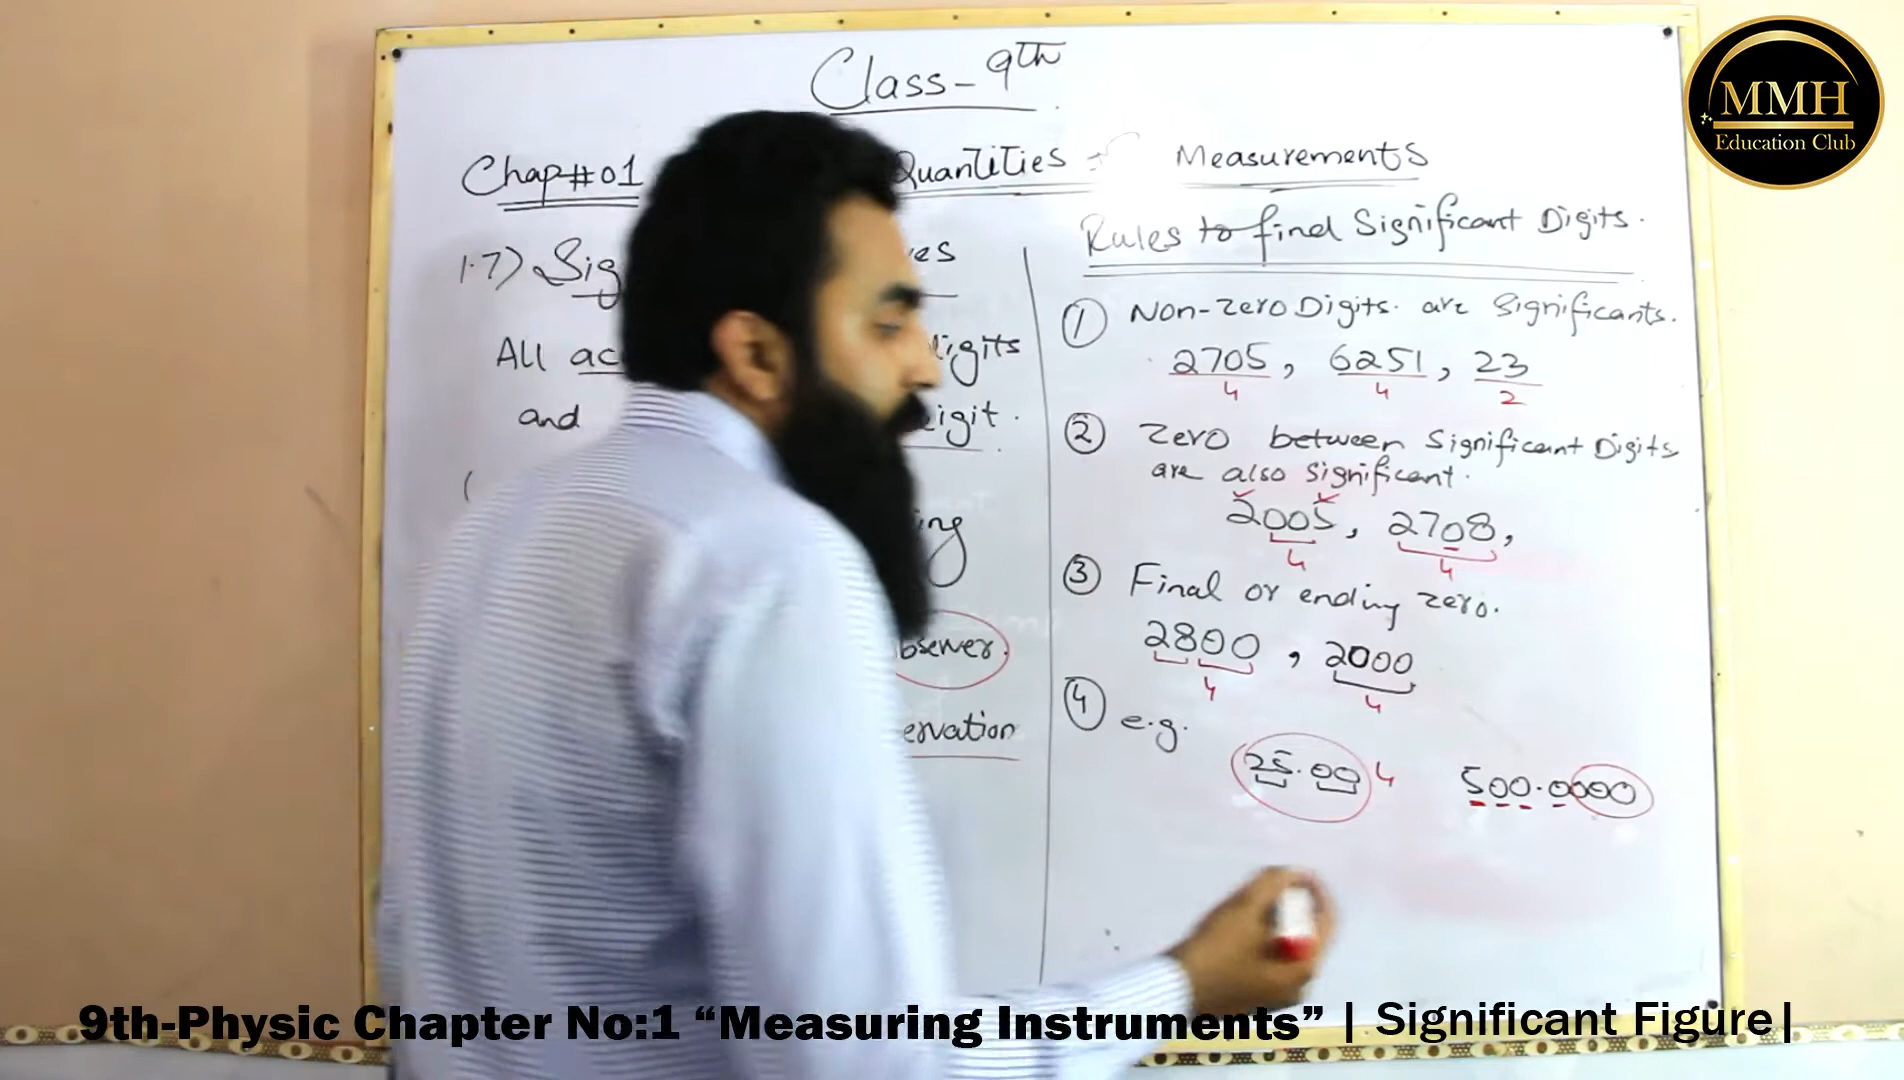 Class-9th
Chap#01 Quantities Measurements
1.7) Sig es
All ac digits
and digit.
(
ing
bserver.
ervation
Rules to find Significant Digits.
① Non-zero Digits. are Significants.
2705, 6251, 23
4 4 2
② Zero between Significant Digits
are also significant.
2005, 2708,
4 4
③ Final or ending zero.
2800, 2000
4 4
④ e.g.
25.00 4 500.0000
MMH
Education Club
9th-Physic Chapter No:1 “Measuring Instruments” | Significant Figure|